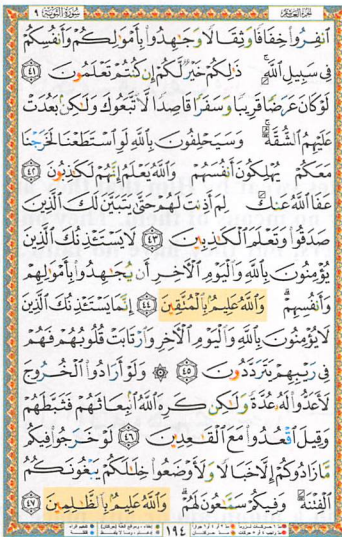 سورة التوبة ٩
الجزء العاشر
ٱنفِرُوا۟ خِفَافًا وَثِقَالًا وَجَٰهِدُوا۟ بِأَمْوَٰلِكُمْ وَأَنفُسِكُمْ
فِى سَبِيلِ ٱللَّهِ ۚ ذَٰلِكُمْ خَيْرٌ لَّكُمْ إِن كُنتُمْ تَعْلَمُونَ ٤١
لَوْ كَانَ عَرَضًا قَرِيبًا وَسَفَرًا قَاصِدًا لَّٱتَّبَعُوكَ وَلَٰكِنۢ بَعُدَتْ
عَلَيْهِمُ ٱلشُّقَّةُ ۚ وَسَيَحْلِفُونَ بِٱللَّهِ لَوِ ٱسْتَطَعْنَا لَخَرَجْنَا
مَعَكُمْ يُهْلِكُونَ أَنفُسَهُمْ وَٱللَّهُ يَعْلَمُ إِنَّهُمْ لَكَٰذِبُونَ ٤٢
عَفَا ٱللَّهُ عَنكَ لِمَ أَذِنتَ لَهُمْ حَتَّىٰ يَتَبَيَّنَ لَكَ ٱلَّذِينَ
صَدَقُوا۟ وَتَعْلَمَ ٱلْكَٰذِبِينَ ٤٣ لَا يَسْتَـْٔذِنُكَ ٱلَّذِينَ
يُؤْمِنُونَ بِٱللَّهِ وَٱلْيَوْمِ ٱلْـَٔاخِرِ أَن يُجَٰهِدُوا۟ بِأَمْوَٰلِهِمْ
وَأَنفُسِهِمْ ۗ وَٱللَّهُ عَلِيمٌۢ بِٱلْمُتَّقِينَ ٤٤ إِنَّمَا يَسْتَـْٔذِنُكَ ٱلَّذِينَ
لَا يُؤْمِنُونَ بِٱللَّهِ وَٱلْيَوْمِ ٱلْـَٔاخِرِ وَٱرْتَابَتْ قُلُوبُهُمْ فَهُمْ
فِى رَيْبِهِمْ يَتَرَدَّدُونَ ٤٥ ۞ وَلَوْ أَرَادُوا۟ ٱلْخُرُوجَ
لَأَعَدُّوا۟ لَهُۥ عُدَّةً وَلَٰكِن كَرِهَ ٱللَّهُ ٱنۢبِعَاثَهُمْ فَثَبَّطَهُمْ
وَقِيلَ ٱقْعُدُوا۟ مَعَ ٱلْقَٰعِدِينَ ٤٦ لَوْ خَرَجُوا۟ فِيكُم
مَّا زَادُوكُمْ إِلَّا خَبَالًا وَلَأَوْضَعُوا۟ خِلَٰلَكُمْ يَبْغُونَكُمُ
ٱلْفِتْنَةَ وَفِيكُمْ سَمَّٰعُونَ لَهُمْ ۗ وَٱللَّهُ عَلِيمٌۢ بِٱلظَّٰلِمِينَ ٤٧
١٩٤